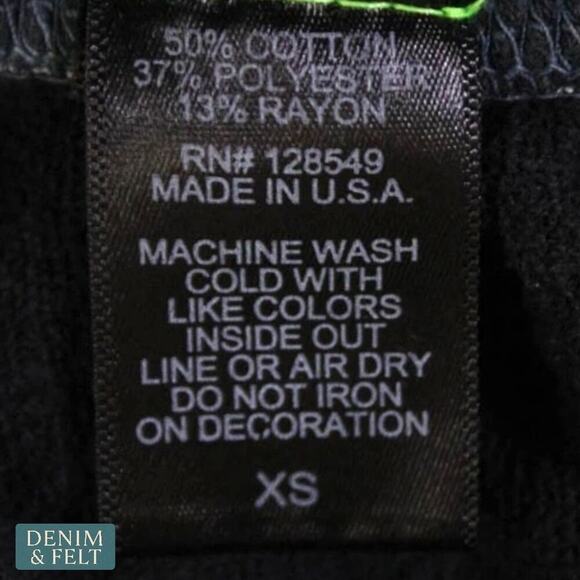 50% COTTON
37% POLYESTER
13% RAYON
RN# 128549
MADE IN U.S.A.
MACHINE WASH
COLD WITH
LIKE COLORS
INSIDE OUT
LINE OR AIR DRY
DO NOT IRON
ON DECORATION
XS
DENIM
& FELT